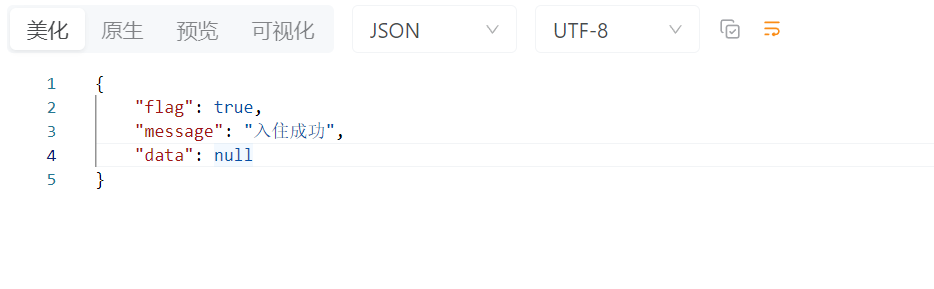 美化 原生 预览 可视化 JSON UTF-8
1 {
2 "flag": true,
3 "message": "入住成功",
4 "data": null
5 }